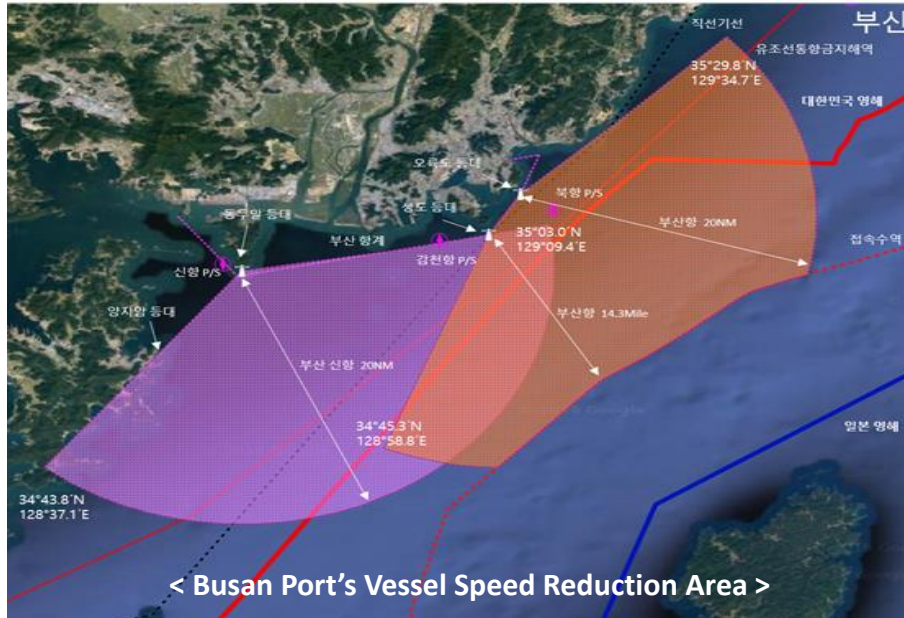 부산
직선기선
유조선통항금지해역
35°29.8´N
129°34.7´E
대한민국 영해
오륙도 등대
북항 P/S
생도 등대
동두말 등대
부산항 20NM
35°03.0´N
129°09.4´E
부산 항계
접속수역
신항 P/S
감천항 P/S
양지암 등대
부산항 14.3Mile
부산 신항 20NM
34°45.3´N
128°58.8´E
일본 영해
34°43.8´N
128°37.1´E
< Busan Port’s Vessel Speed Reduction Area >